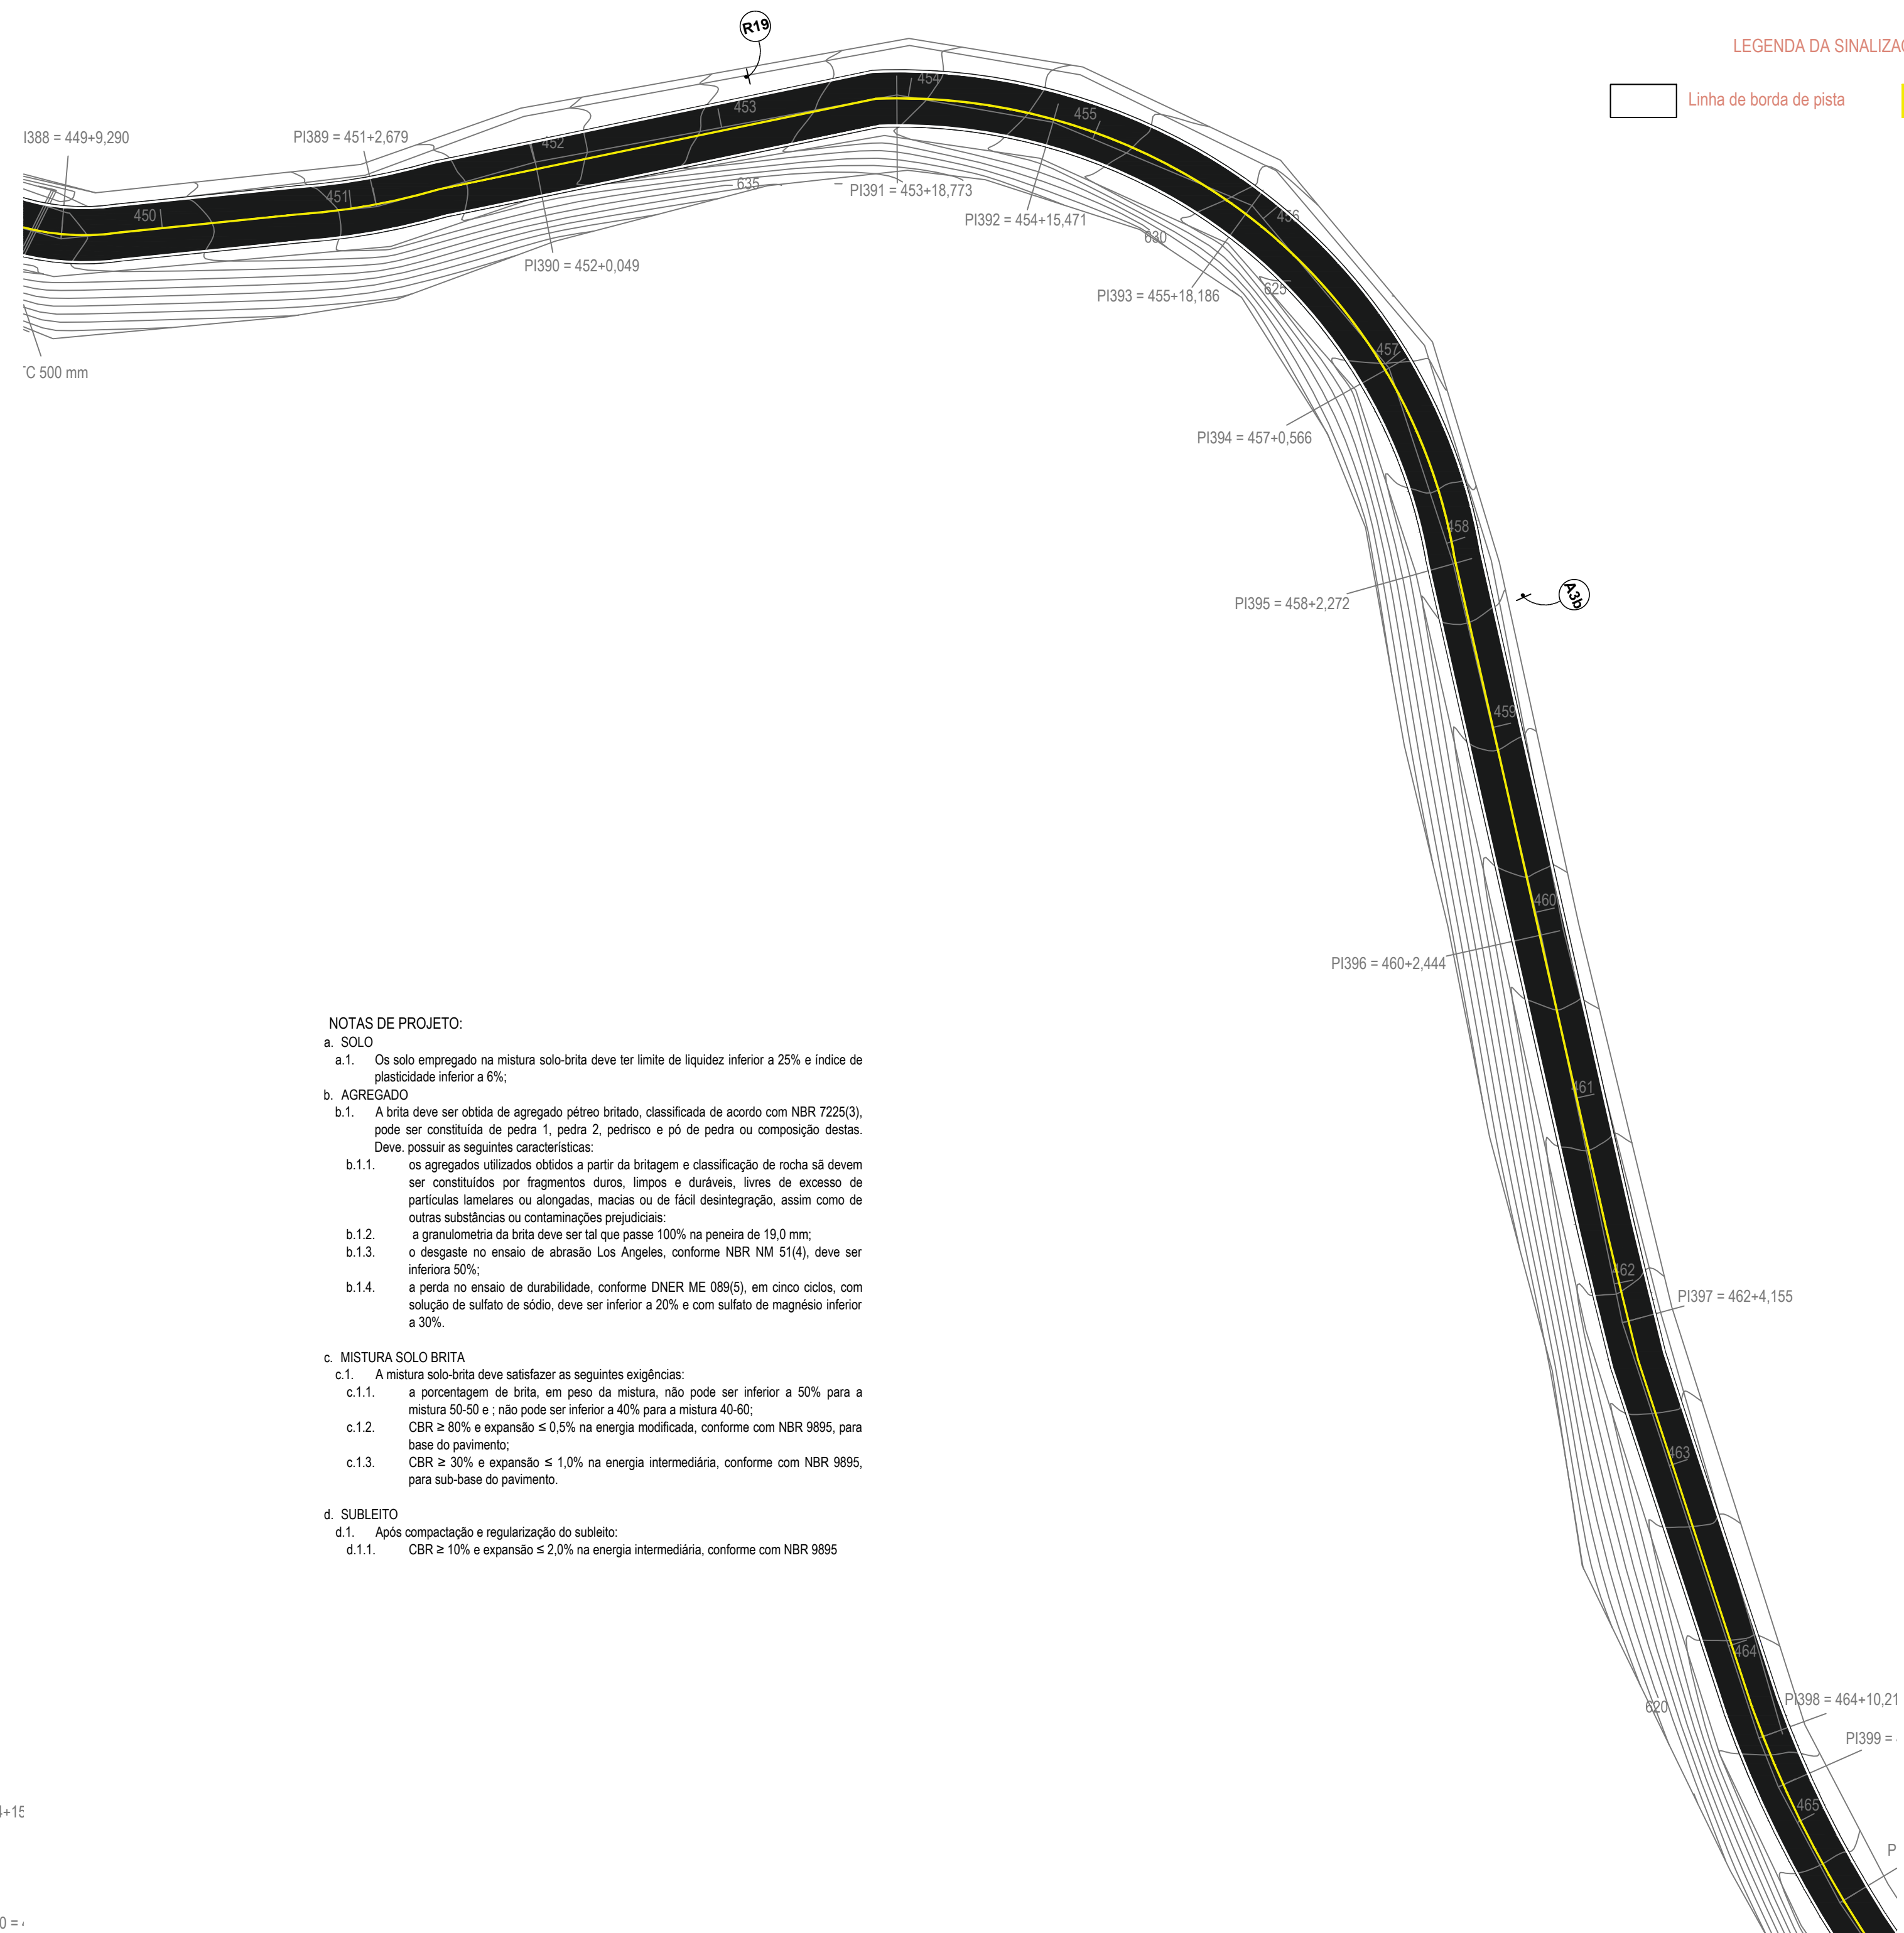 R19
LEGENDA DA SINALIZA
Linha de borda de pista
I388 = 449+9,290
PI389 = 451+2,679
450
451
452
453
454
455
456
457
458
459
460
461
462
463
464
465
635
630
625
620
PI390 = 452+0,049
PI391 = 453+18,773
PI392 = 454+15,471
PI393 = 455+18,186
PI394 = 457+0,566
PI395 = 458+2,272
A3b
PI396 = 460+2,444
PI397 = 462+4,155
PI398 = 464+10,21
PI399 =
P
C 500 mm
+15
0 =
NOTAS DE PROJETO:
a. SOLO
a.1. Os solo empregado na mistura solo-brita deve ter limite de liquidez inferior a 25% e índice de
plasticidade inferior a 6%;
b. AGREGADO
b.1. A brita deve ser obtida de agregado pétreo britado, classificada de acordo com NBR 7225(3),
pode ser constituída de pedra 1, pedra 2, pedrisco e pó de pedra ou composição destas.
Deve. possuir as seguintes características:
b.1.1. os agregados utilizados obtidos a partir da britagem e classificação de rocha sã devem
ser constituídos por fragmentos duros, limpos e duráveis, livres de excesso de
partículas lamelares ou alongadas, macias ou de fácil desintegração, assim como de
outras substâncias ou contaminações prejudiciais:
b.1.2. a granulometria da brita deve ser tal que passe 100% na peneira de 19,0 mm;
b.1.3. o desgaste no ensaio de abrasão Los Angeles, conforme NBR NM 51(4), deve ser
inferiora 50%;
b.1.4. a perda no ensaio de durabilidade, conforme DNER ME 089(5), em cinco ciclos, com
solução de sulfato de sódio, deve ser inferior a 20% e com sulfato de magnésio inferior
a 30%.
c. MISTURA SOLO BRITA
c.1. A mistura solo-brita deve satisfazer as seguintes exigências:
c.1.1. a porcentagem de brita, em peso da mistura, não pode ser inferior a 50% para a
mistura 50-50 e ; não pode ser inferior a 40% para a mistura 40-60;
c.1.2. CBR ≥ 80% e expansão ≤ 0,5% na energia modificada, conforme com NBR 9895, para
base do pavimento;
c.1.3. CBR ≥ 30% e expansão ≤ 1,0% na energia intermediária, conforme com NBR 9895,
para sub-base do pavimento.
d. SUBLEITO
d.1. Após compactação e regularização do subleito:
d.1.1. CBR ≥ 10% e expansão ≤ 2,0% na energia intermediária, conforme com NBR 9895